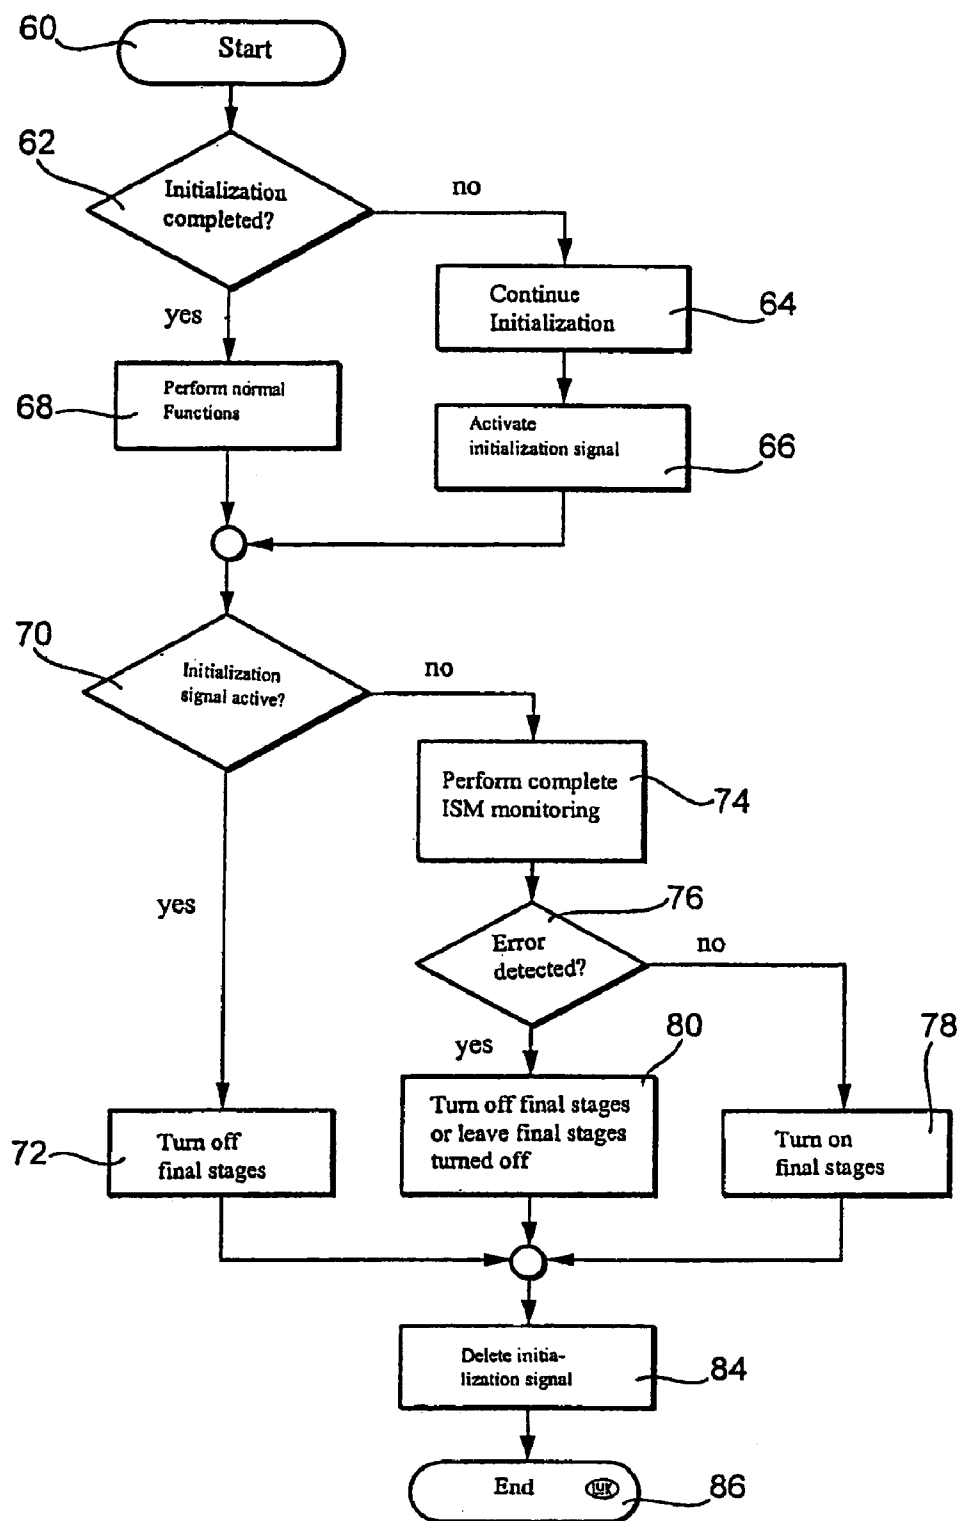 60
Start
62
Initialization
completed?
no
yes
Continue
Initialization
64
68
Perform normal
Functions
Activate
initialization signal
66
70
Initialization
signal active?
no
yes
Perform complete
ISM monitoring
74
76
Error
detected?
no
yes
80
78
72
Turn off
final stages
Turn off final stages
or leave final stages
turned off
Turn on
final stages
Delete initia-
lization signal
84
End
LUK
86